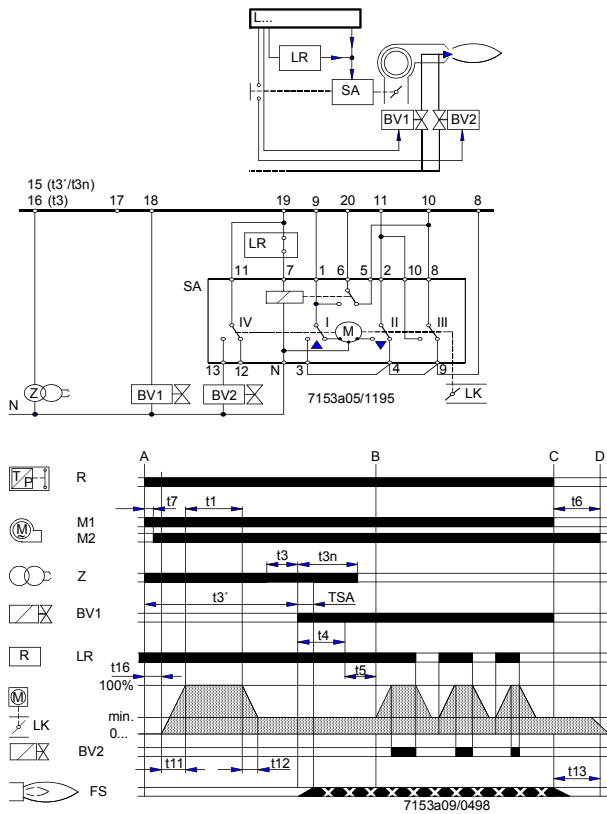 L...
LR
SA
BV1 BV2
15 (t3´/t3n)
16 (t3) 17 18 19 9 20 11 10 8
LR
11 7 1 6 5 2 10 8
SA
IV I M II III
13 12 N 3 4 9
Z BV1 BV2 7153a05/1195 LK
N
A B C D
T/P R
t7 t1 t6
M1
M2
t3 t3n
Z
t3´ TSA
BV1
t4
R LR
t16 t5
100%
M
min.
LK
0...
BV2
t11 t12 t13
FS
7153a09/0498